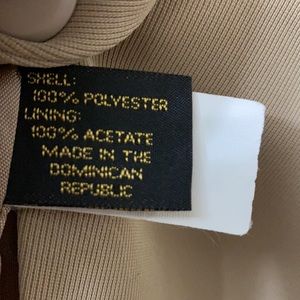 SHELL:
100% POLYESTER
LINING:
100% ACETATE
MADE IN THE
DOMINICAN
REPUBLIC